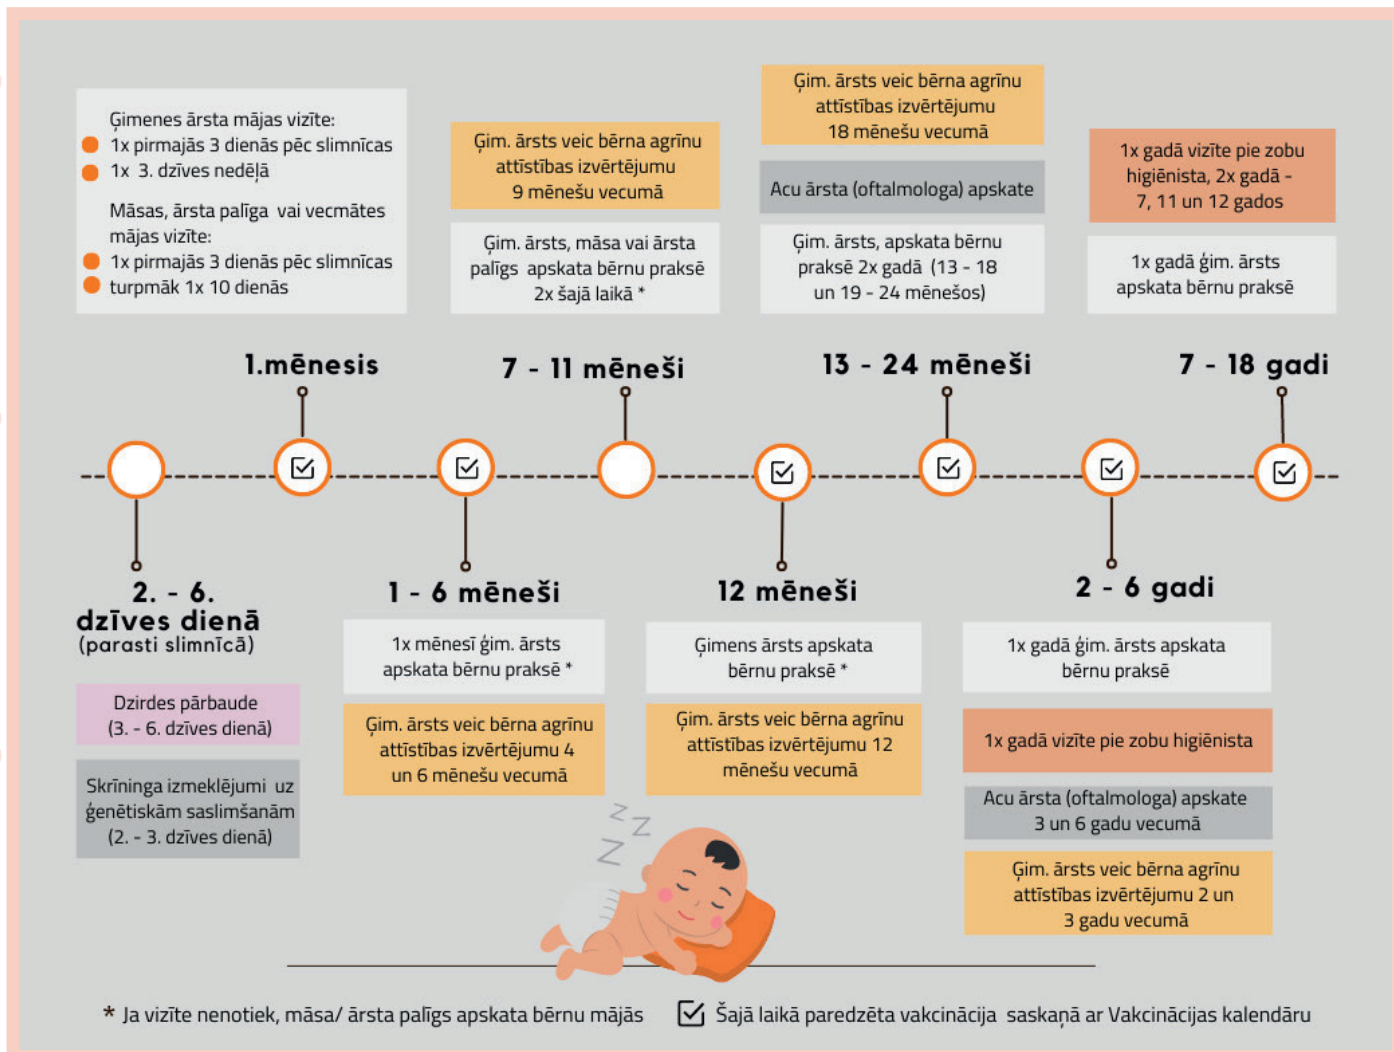 Ģimenes ārsta mājas vizīte:
1x pirmajās 3 dienās pēc slimnīcas
1x 3. dzīves nedēļā
Māsas, ārsta palīga vai vecmātes
mājas vizīte:
1x pirmajās 3 dienās pēc slimnīcas
turpmāk 1x 10 dienās
1.mēnesis
Ģim. ārsts veic bērna agrīnu
attīstības izvērtējumu
9 mēnešu vecumā
Ģim. ārsts, māsa vai ārsta
palīgs apskata bērnu praksē
2x šajā laikā *
7 - 11 mēneši
Ģim. ārsts veic bērna agrīnu
attīstības izvērtējumu
18 mēnešu vecumā
Acu ārsta (oftalmologa) apskate
Ģim. ārsts, apskata bērnu
praksē 2x gadā (13 - 18
un 19 - 24 mēnešos)
13 - 24 mēneši
1x gadā vizīte pie zobu
higiēnista, 2x gadā -
7, 11 un 12 gados
1x gadā ģim. ārsts
apskata bērnu praksē
7 - 18 gadi
2. - 6.
dzīves dienā
(parasti slimnīcā)
Dzirdes pārbaude
(3. - 6. dzīves dienā)
Skrīninga izmeklējumi uz
ģenētiskām saslimšanām
(2. - 3. dzīves dienā)
1 - 6 mēneši
1x mēnesī ģim. ārsts
apskata bērnu praksē *
Ģim. ārsts veic bērna agrīnu
attīstības izvērtējumu 4
un 6 mēnešu vecumā
12 mēneši
Ģimens ārsts apskata
bērnu praksē *
Ģim. ārsts veic bērna agrīnu
attīstības izvērtējumu 12
mēnešu vecumā
2 - 6 gadi
1x gadā ģim. ārsts apskata
bērnu praksē
1x gadā vizīte pie zobu higiēnista
Acu ārsta (oftalmologa) apskate
3 un 6 gadu vecumā
Ģim. ārsts veic bērna agrīnu
attīstības izvērtējumu 2 un
3 gadu vecumā
Z
Z
Z
* Ja vizīte nenotiek, māsa/ ārsta palīgs apskata bērnu mājās
Šajā laikā paredzēta vakcinācija saskaņā ar Vakcinācijas kalendāru